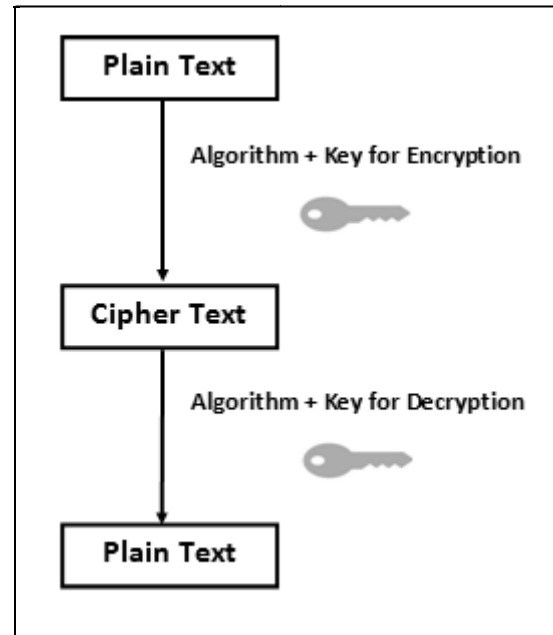 Plain Text
Algorithm + Key for Encryption
Cipher Text
Algorithm + Key for Decryption
Plain Text